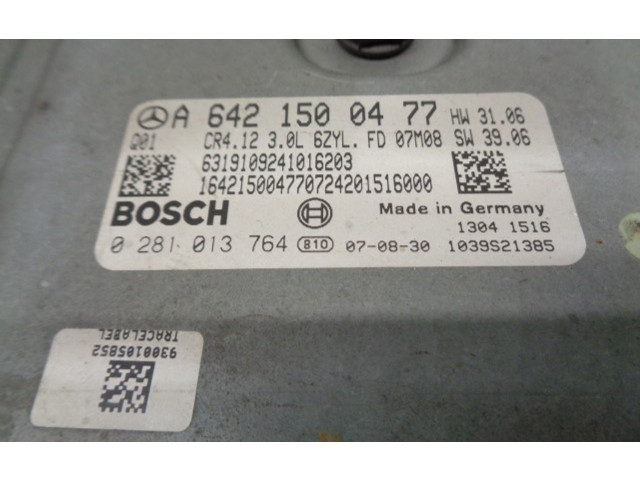 A 642 150 04 77 HW 31.06
Q01 CR4.12 3.0L 6ZYL. FD 07M08 SW 39.06
6319109241016203
16421500477072420151​6000
BOSCH Made in Germany
1304 1516
0 281 013 764 810 07-08-30 1039S21385
TRACELABEL
93001058S852